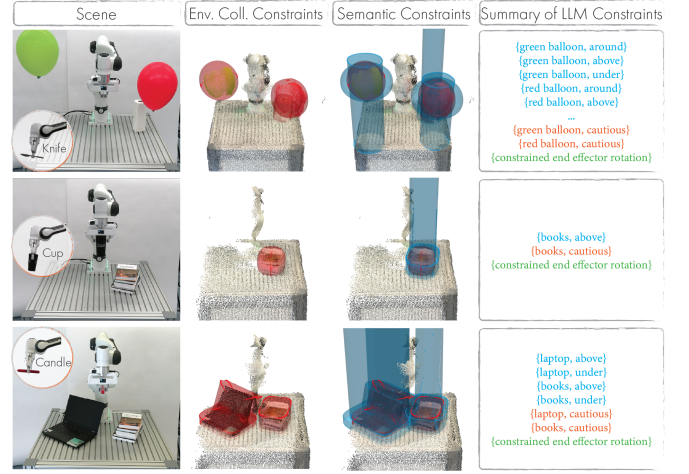 Scene
Env. Coll. Constraints
Semantic Constraints
Summary of LLM Constraints
Knife
{green balloon, around}
{green balloon, above}
{green balloon, under}
{red balloon, around}
{red balloon, above}
...
{green balloon, cautious}
{red balloon, cautious}
{constrained end effector rotation}
Cup
{books, above}
{books, cautious}
{constrained end effector rotation}
Candle
{laptop, above}
{laptop, under}
{books, above}
{books, under}
{laptop, cautious}
{books, cautious}
{constrained end effector rotation}